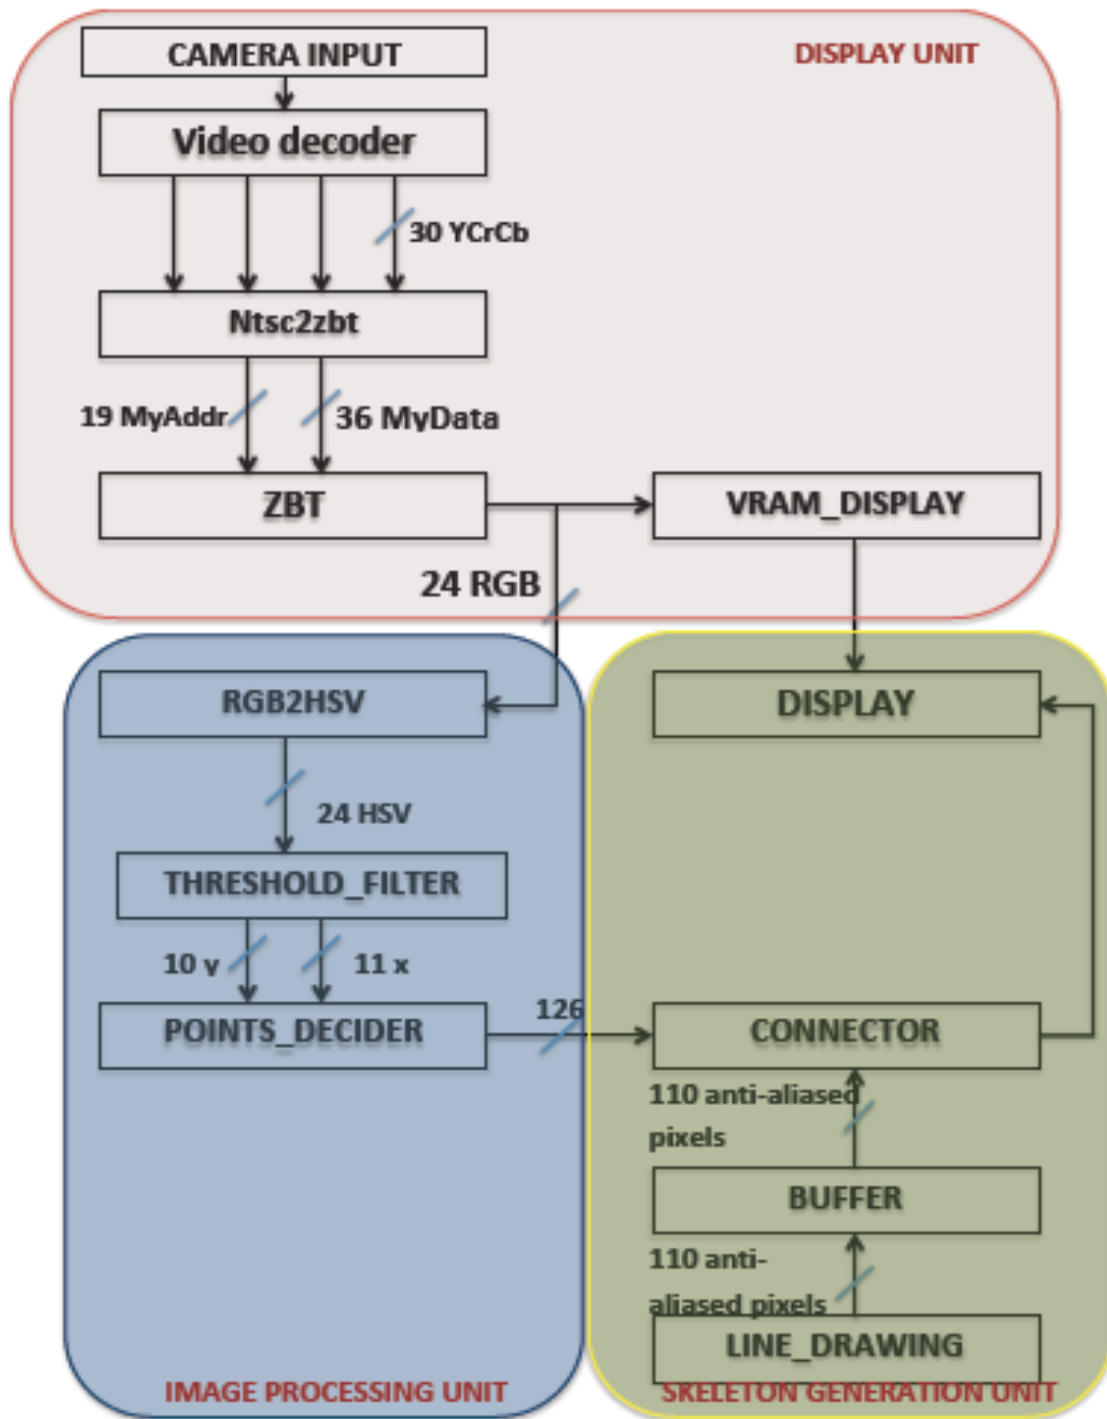 CAMERA INPUT
DISPLAY UNIT
Video decoder
30 YCrCb
Ntsc2zbt
19 MyAddr
36 MyData
ZBT
VRAM_DISPLAY
24 RGB
RGB2HSV
DISPLAY
24 HSV
THRESHOLD_FILTER
10 y
11 x
POINTS_DECIDER
126
CONNECTOR
110 anti-aliased
pixels
BUFFER
110 anti-
aliased pixels
LINE_DRAWING
IMAGE PROCESSING UNIT
SKELETON GENERATION UNIT